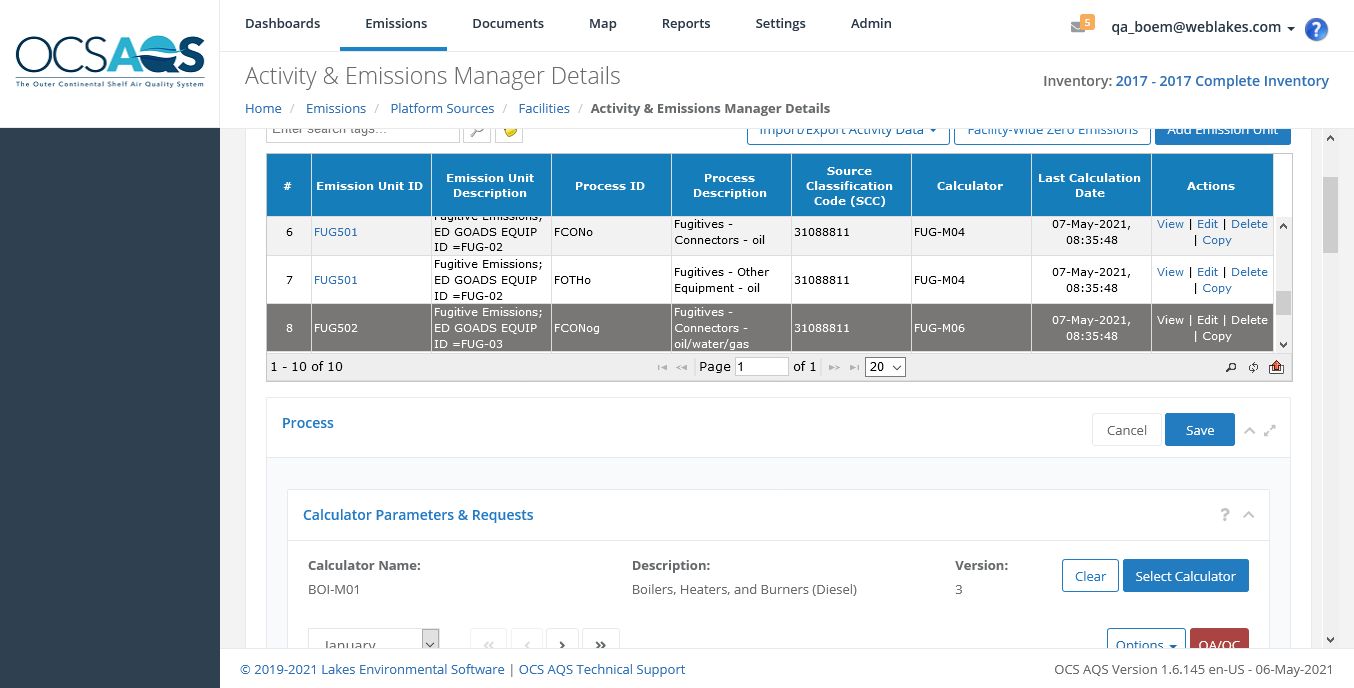 OCSAQS
The Outer Continental Shelf Air Quality System
Dashboards Emissions Documents Map Reports Settings Admin
5 qa_boem@weblakes.com ?
Activity & Emissions Manager Details
Inventory: 2017 - 2017 Complete Inventory
Home / Emissions / Platform Sources / Facilities / Activity & Emissions Manager Details
Enter search tags... Import/Export Activity Data Facility-Wide Zero Emissions Add Emission Unit
# Emission Unit ID Emission Unit Description Process ID Process Description Source Classification Code (SCC) Calculator Last Calculation Date Actions
6 FUG501 Fugitive Emissions; ED GOADS EQUIP ID =FUG-02 FCONo Fugitives - Connectors - oil 31088811 FUG-M04 07-May-2021, 08:35:48 View | Edit | Delete | Copy
7 FUG501 Fugitive Emissions; ED GOADS EQUIP ID =FUG-02 FOTHo Fugitives - Other Equipment - oil 31088811 FUG-M04 07-May-2021, 08:35:48 View | Edit | Delete | Copy
8 FUG502 Fugitive Emissions; ED GOADS EQUIP ID =FUG-03 FCONog Fugitives - Connectors - oil/water/gas 31088811 FUG-M06 07-May-2021, 08:35:48 View | Edit | Delete | Copy
1 - 10 of 10 Page 1 of 1 20
Process Cancel Save
Calculator Parameters & Requests ?
Calculator Name: Description: Version:
BOI-M01 Boilers, Heaters, and Burners (Diesel) 3 Clear Select Calculator
January « ‹ › » Options QA/QC
© 2019-2021 Lakes Environmental Software | OCS AQS Technical Support
OCS AQS Version 1.6.145 en-US - 06-May-2021